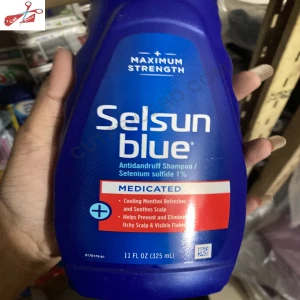 +
MAXIMUM
STRENGTH
Selsun
blue®
Antidandruff Shampoo/
Selenium sulfide 1%
MEDICATED
• Cooling Menthol Refreshes
and Soothes Scalp
• Helps Prevent and Eliminate
Itchy Scalp & Visible Flakes
11 FL OZ (325 mL)